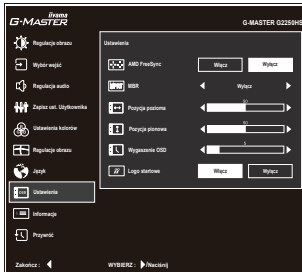 iiyama
G-MASTER
G-MASTER G2250HS
Regulacja obrazu
Wybór wejść
Regulacja audio
Zapisz ust. Użytkownika
Ustawienia kolorów
Regulacje obrazu
Język
Ustawienia
Informacje
Przywróć
Ustawienia
AMD FreeSync Włącz Wyłącz
MBR Wyłącz
Pozycja pozioma 50
Pozycja pionowa 50
Wygaszenie OSD
Logo startowe Włącz Wyłącz
Zakończ : WYBIERZ : /Naciśnij